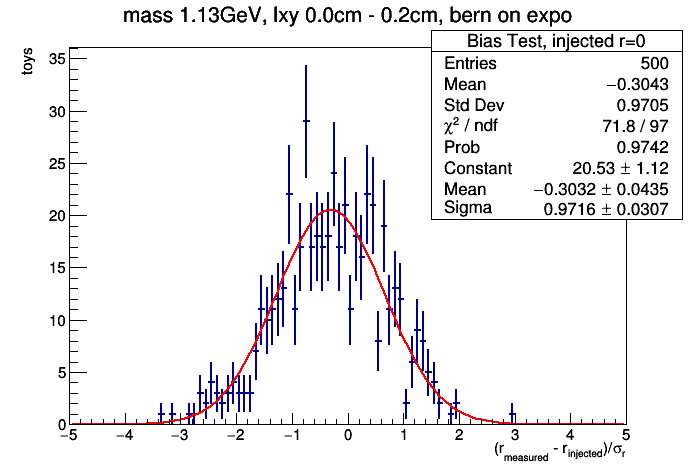 mass 1.13GeV, lxy 0.0cm - 0.2cm, bern on expo
Bias Test, injected r=0
Entries 500
Mean −0.3043
Std Dev 0.9705
χ² / ndf 71.8 / 97
Prob 0.9742
Constant 20.53 ± 1.12
Mean −0.3032 ± 0.0435
Sigma 0.9716 ± 0.0307
toys
35
30
25
20
15
10
5
0
−5 −4 −3 −2 −1 0 1 2 3 4 5
(r_measured - r_injected)/σ_r